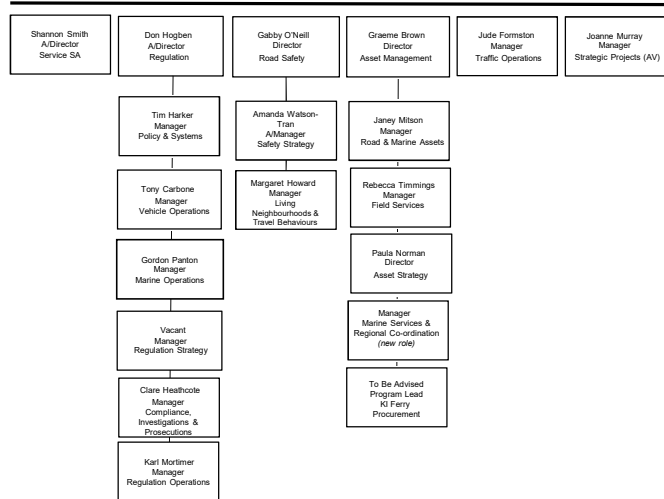 Shannon Smith
A/Director
Service SA
Don Hogben
A/Director
Regulation
Gabby O'Neill
Director
Road Safety
Graeme Brown
Director
Asset Management
Jude Formston
Manager
Traffic Operations
Joanne Murray
Manager
Strategic Projects (AV)
Tim Harker
Manager
Policy & Systems
Tony Carbone
Manager
Vehicle Operations
Gordon Panton
Manager
Marine Operations
Vacant
Manager
Regulation Strategy
Clare Heathcote
Manager
Compliance,
Investigations &
Prosecutions
Karl Mortimer
Manager
Regulation Operations
Amanda Watson-
Tran
A/Manager
Safety Strategy
Margaret Howard
Manager
Living
Neighbourhoods &
Travel Behaviours
Janey Mitson
Manager
Road & Marine Assets
Rebecca Timmings
Manager
Field Services
Paula Norman
Director
Asset Strategy
Manager
Marine Services &
Regional Co-ordination
(new role)
To Be Advised
Program Lead
KI Ferry
Procurement